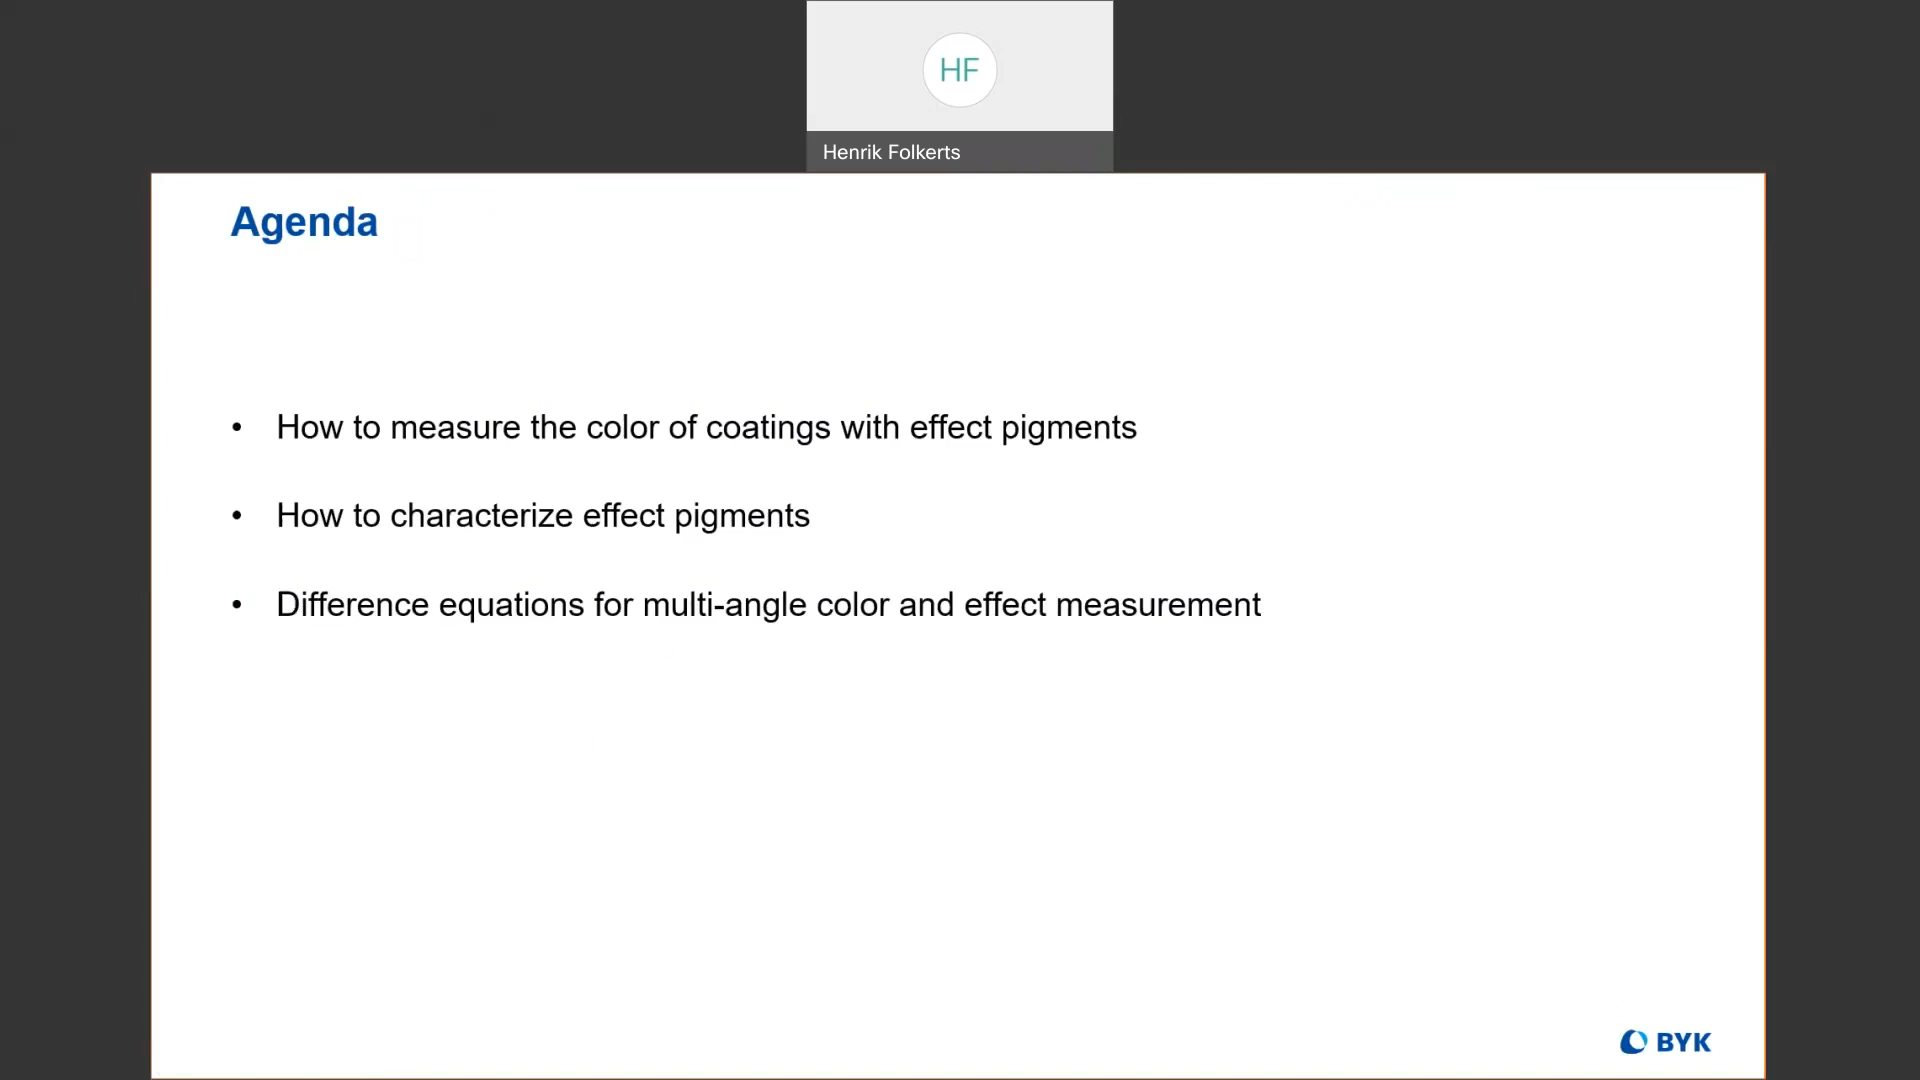 HF
Henrik Folkerts
Agenda
• How to measure the color of coatings with effect pigments
• How to characterize effect pigments
• Difference equations for multi-angle color and effect measurement
BYK